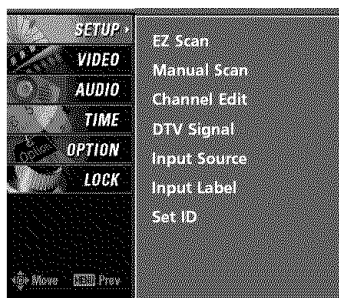 SETUP
VIDEO
AUDIO
TIME
OPTION
LOCK
Move MENU Prev
EZ Scan
Manual Scan
Channel Edit
DTV Signal
Input Source
Input Label
Set ID